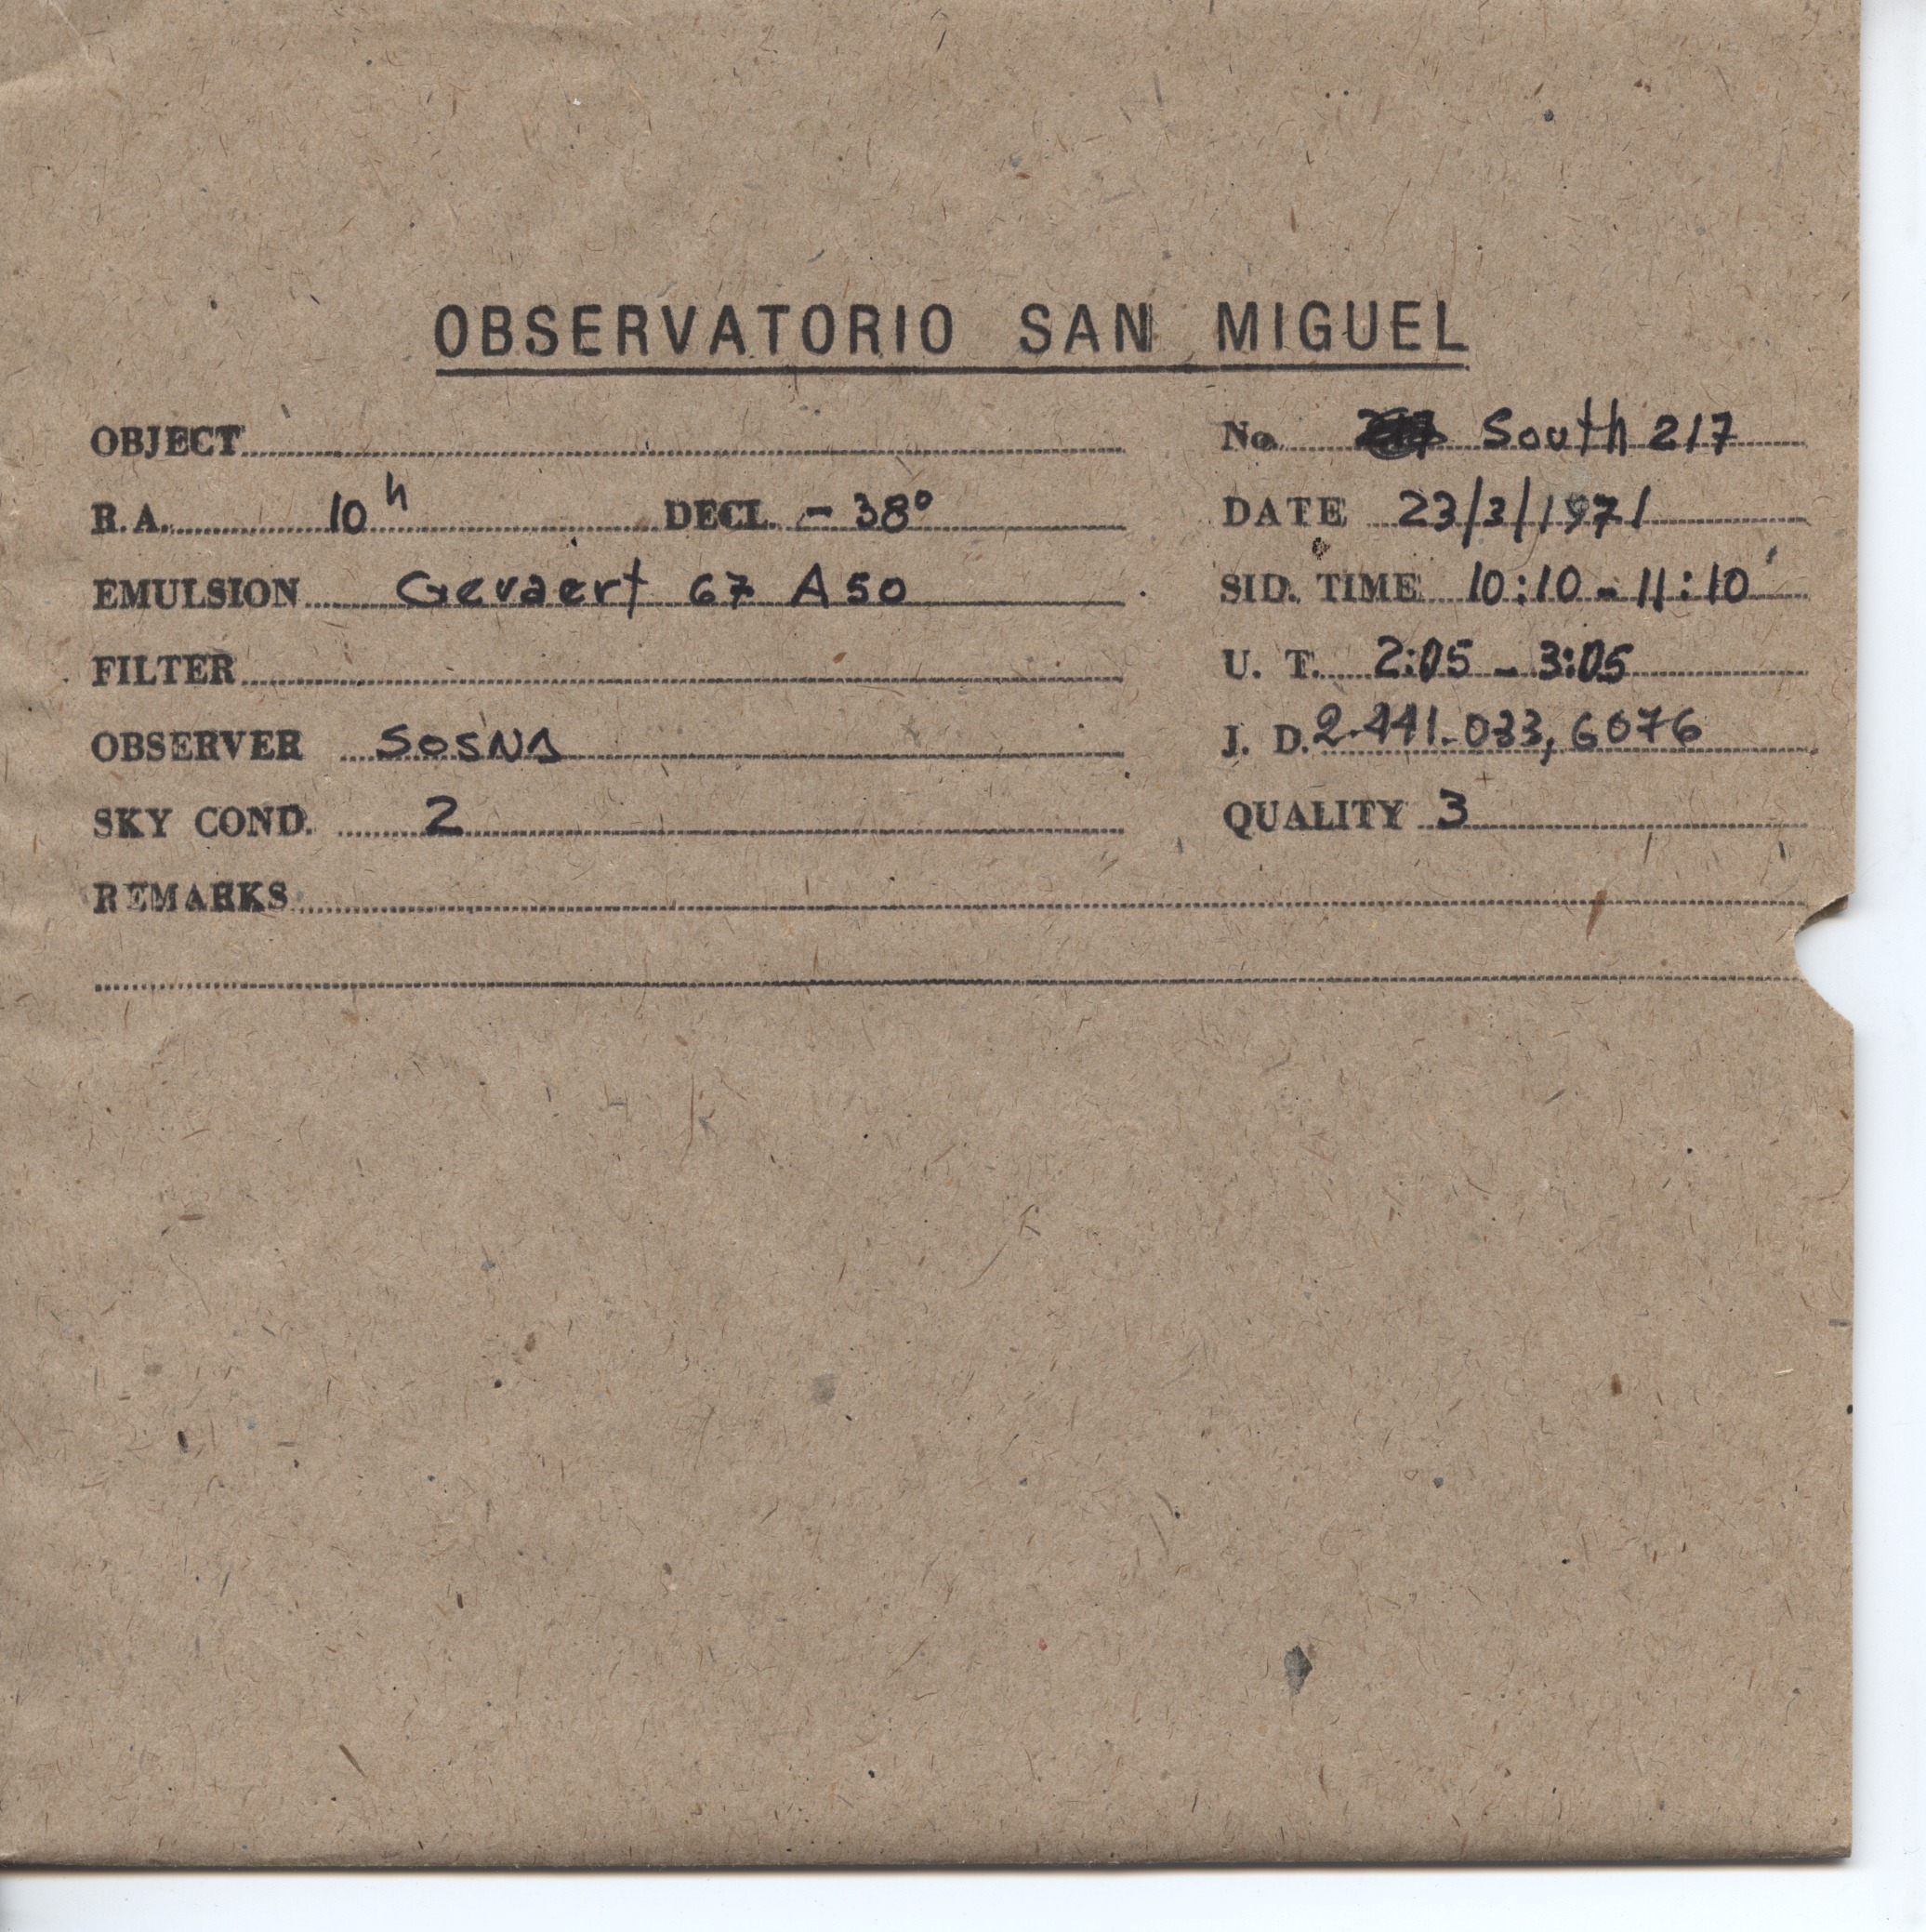 OBSERVATORIO SAN MIGUEL
OBJECT No. South 217
R.A. 10h DECL. - 38° DATE 23/3/1971
EMULSION Gevaert 67 A 50 SID. TIME 10:10 - 11:10'
FILTER U. T. 2:05 - 3:05
OBSERVER Sosna J. D. 2.441.033,6076
SKY COND. 2 QUALITY 3+
REMARKS